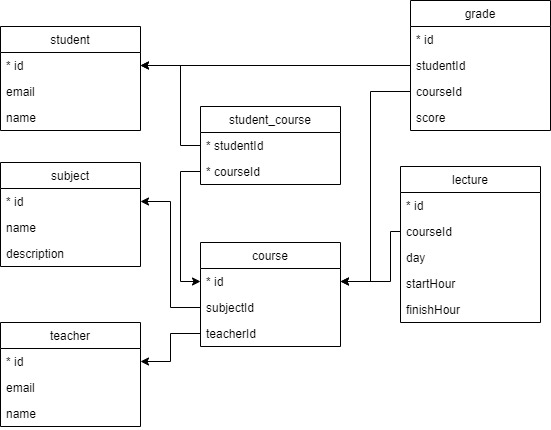 student
* id
email
name
subject
* id
name
description
teacher
* id
email
name
student_course
* studentId
* courseId
course
* id
subjectId
teacherId
grade
* id
studentId
courseId
score
lecture
* id
courseId
day
startHour
finishHour